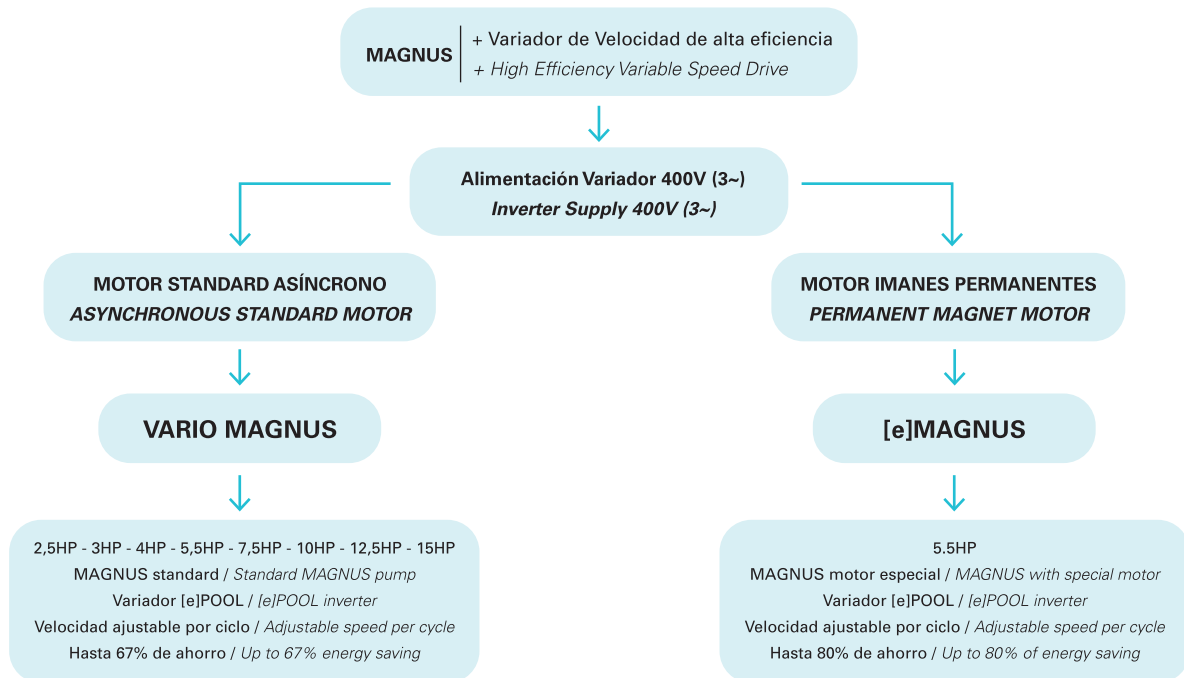 MAGNUS
+ Variador de Velocidad de alta eficiencia
+ High Efficiency Variable Speed Drive
Alimentación Variador 400V (3~)
Inverter Supply 400V (3~)
MOTOR STANDARD ASÍNCRONO
ASYNCHRONOUS STANDARD MOTOR
MOTOR IMANES PERMANENTES
PERMANENT MAGNET MOTOR
VARIO MAGNUS
[e]MAGNUS
2,5HP - 3HP - 4HP - 5,5HP - 7,5HP - 10HP - 12,5HP - 15HP
MAGNUS standard / Standard MAGNUS pump
Variador [e]POOL / [e]POOL inverter
Velocidad ajustable por ciclo / Adjustable speed per cycle
Hasta 67% de ahorro / Up to 67% energy saving
5.5HP
MAGNUS motor especial / MAGNUS with special motor
Variador [e]POOL / [e]POOL inverter
Velocidad ajustable por ciclo / Adjustable speed per cycle
Hasta 80% de ahorro / Up to 80% of energy saving